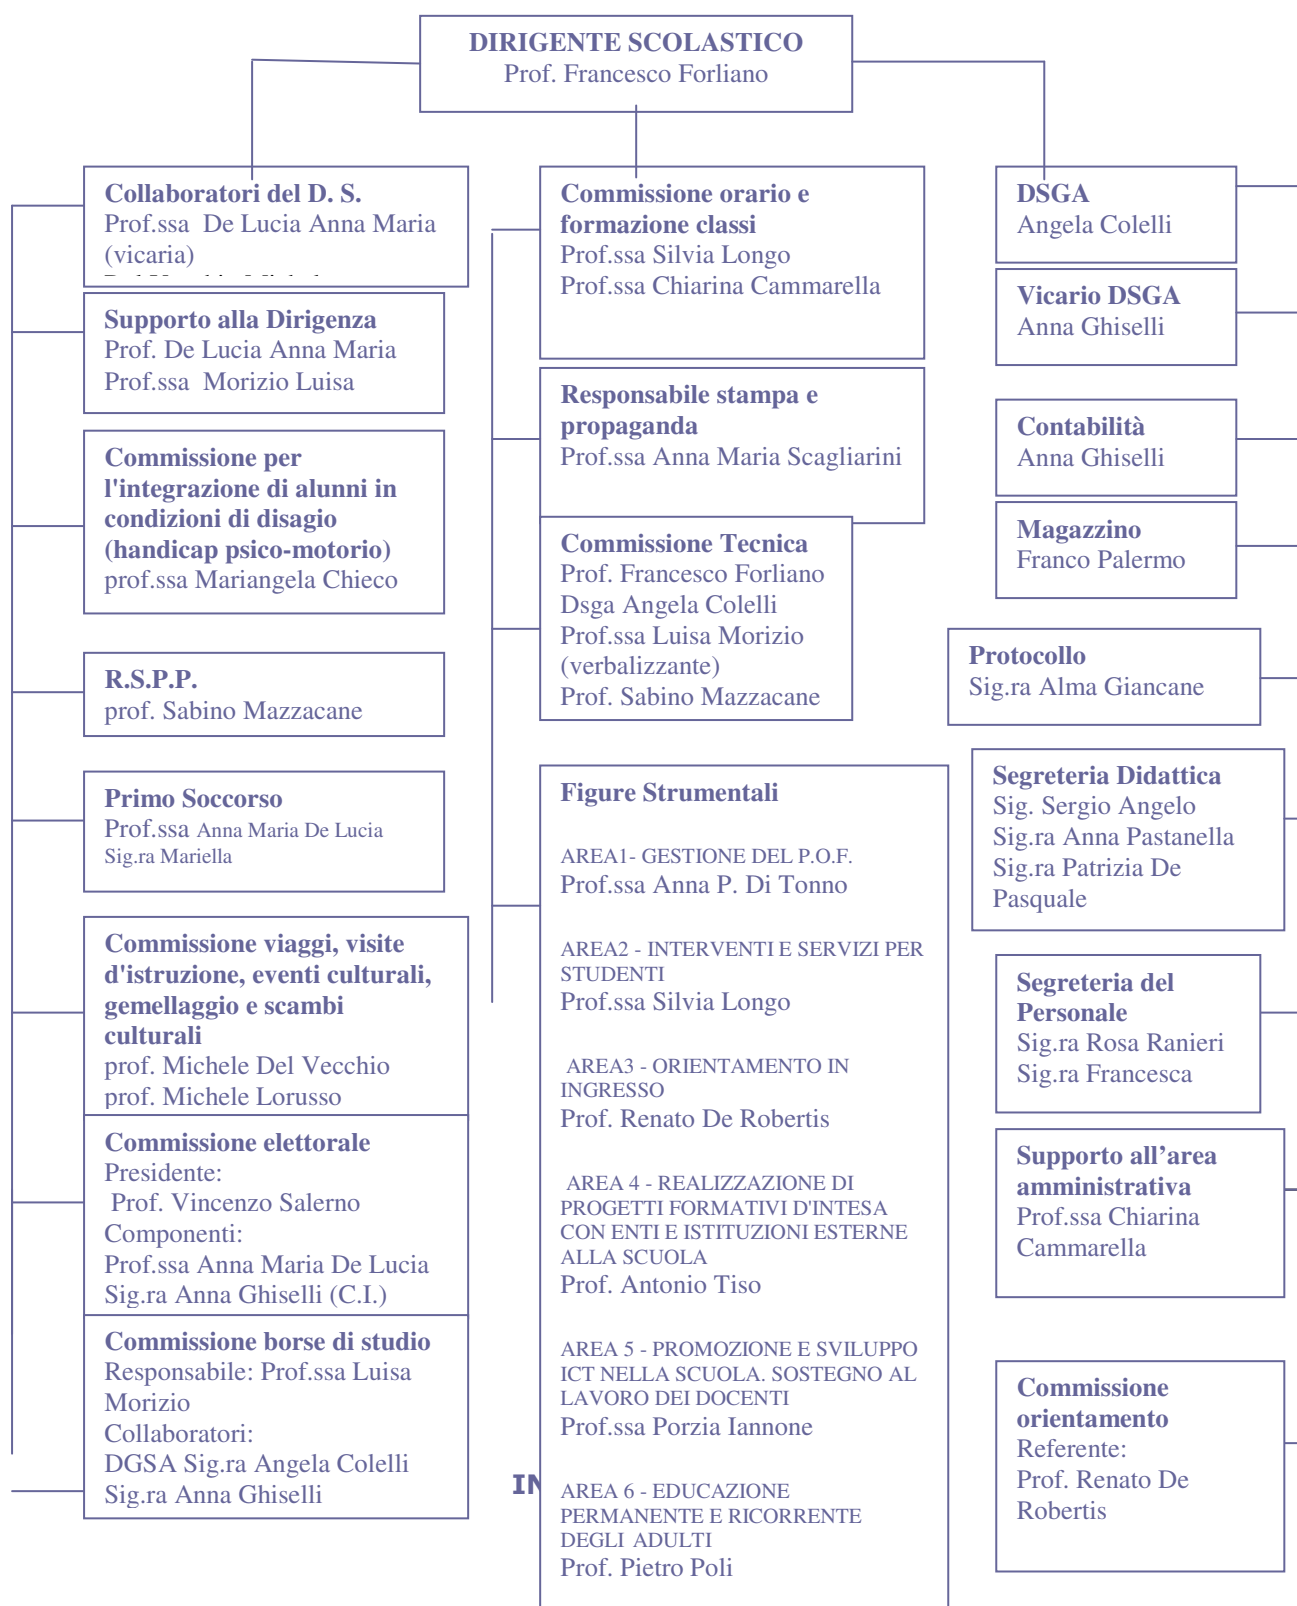 DIRIGENTE SCOLASTICO
Prof. Francesco Forliano
Collaboratori del D. S.
Prof.ssa De Lucia Anna Maria
(vicaria)
Supporto alla Dirigenza
Prof. De Lucia Anna Maria
Prof.ssa Morizio Luisa
Commissione per
l'integrazione di alunni in
condizioni di disagio
(handicap psico-motorio)
prof.ssa Mariangela Chieco
R.S.P.P.
prof. Sabino Mazzacane
Primo Soccorso
Prof.ssa Anna Maria De Lucia
Sig.ra Mariella
Commissione viaggi, visite
d'istruzione, eventi culturali,
gemellaggio e scambi
culturali
prof. Michele Del Vecchio
prof. Michele Lorusso
Commissione elettorale
Presidente:
Prof. Vincenzo Salerno
Componenti:
Prof.ssa Anna Maria De Lucia
Sig.ra Anna Ghiselli (C.I.)
Commissione borse di studio
Responsabile: Prof.ssa Luisa
Morizio
Collaboratori:
DGSA Sig.ra Angela Colelli
Sig.ra Anna Ghiselli
Commissione orario e
formazione classi
Prof.ssa Silvia Longo
Prof.ssa Chiarina Cammarella
Responsabile stampa e
propaganda
Prof.ssa Anna Maria Scagliarini
Commissione Tecnica
Prof. Francesco Forliano
Dsga Angela Colelli
Prof.ssa Luisa Morizio
(verbalizzante)
Prof. Sabino Mazzacane
Figure Strumentali
AREA1- GESTIONE DEL P.O.F.
Prof.ssa Anna P. Di Tonno
AREA2 - INTERVENTI E SERVIZI PER
STUDENTI
Prof.ssa Silvia Longo
AREA3 - ORIENTAMENTO IN
INGRESSO
Prof. Renato De Robertis
AREA 4 - REALIZZAZIONE DI
PROGETTI FORMATIVI D'INTESA
CON ENTI E ISTITUZIONI ESTERNE
ALLA SCUOLA
Prof. Antonio Tiso
AREA 5 - PROMOZIONE E SVILUPPO
ICT NELLA SCUOLA. SOSTEGNO AL
LAVORO DEI DOCENTI
Prof.ssa Porzia Iannone
AREA 6 - EDUCAZIONE
PERMANENTE E RICORRENTE
DEGLI ADULTI
Prof. Pietro Poli
DSGA
Angela Colelli
Vicario DSGA
Anna Ghiselli
Contabilità
Anna Ghiselli
Magazzino
Franco Palermo
Protocollo
Sig.ra Alma Giancane
Segreteria Didattica
Sig. Sergio Angelo
Sig.ra Anna Pastanella
Sig.ra Patrizia De
Pasquale
Segreteria del
Personale
Sig.ra Rosa Ranieri
Sig.ra Francesca
Supporto all’area
amministrativa
Prof.ssa Chiarina
Cammarella
Commissione
orientamento
Referente:
Prof. Renato De
Robertis